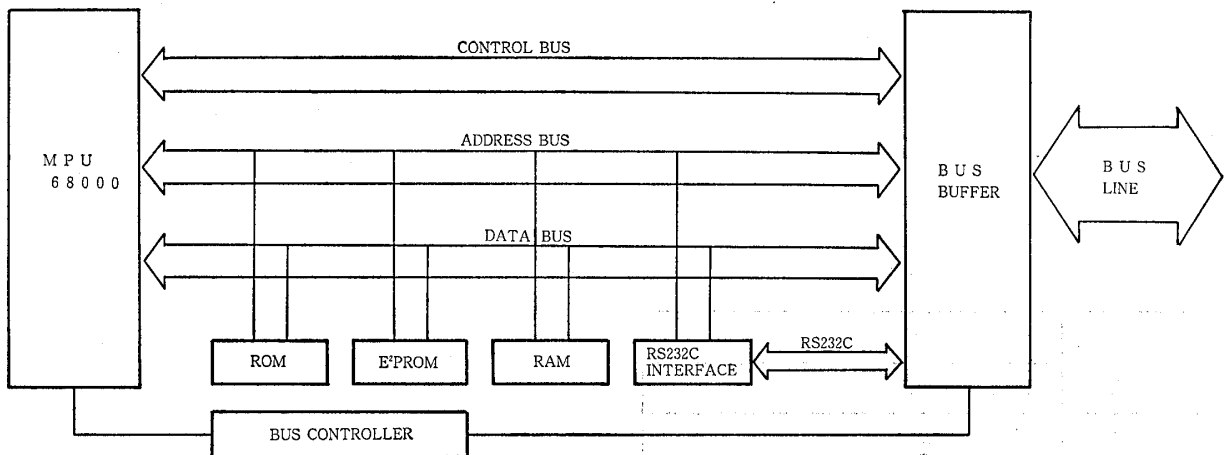 CONTROL BUS
ADDRESS BUS
M P U
6 8 0 0 0
B U S
BUFFER
B U S
LINE
DATA BUS
ROM
E²PROM
RAM
RS232C
INTERFACE
RS232C
BUS CONTROLLER